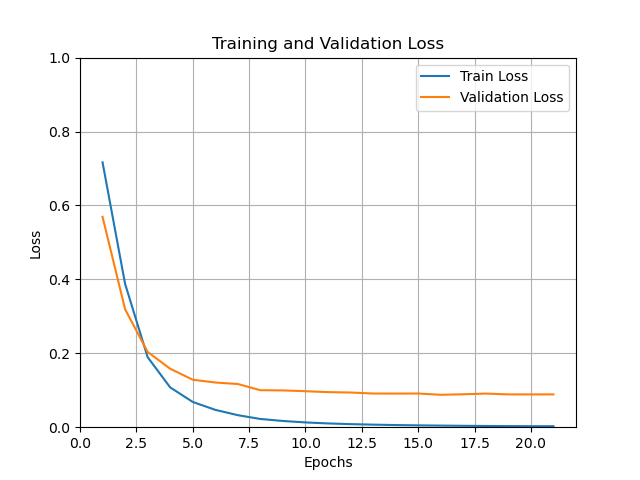 Training and Validation Loss
Train Loss
Validation Loss
1.0
0.8
0.6
0.4
0.2
0.0
Loss
0.0 2.5 5.0 7.5 10.0 12.5 15.0 17.5 20.0
Epochs